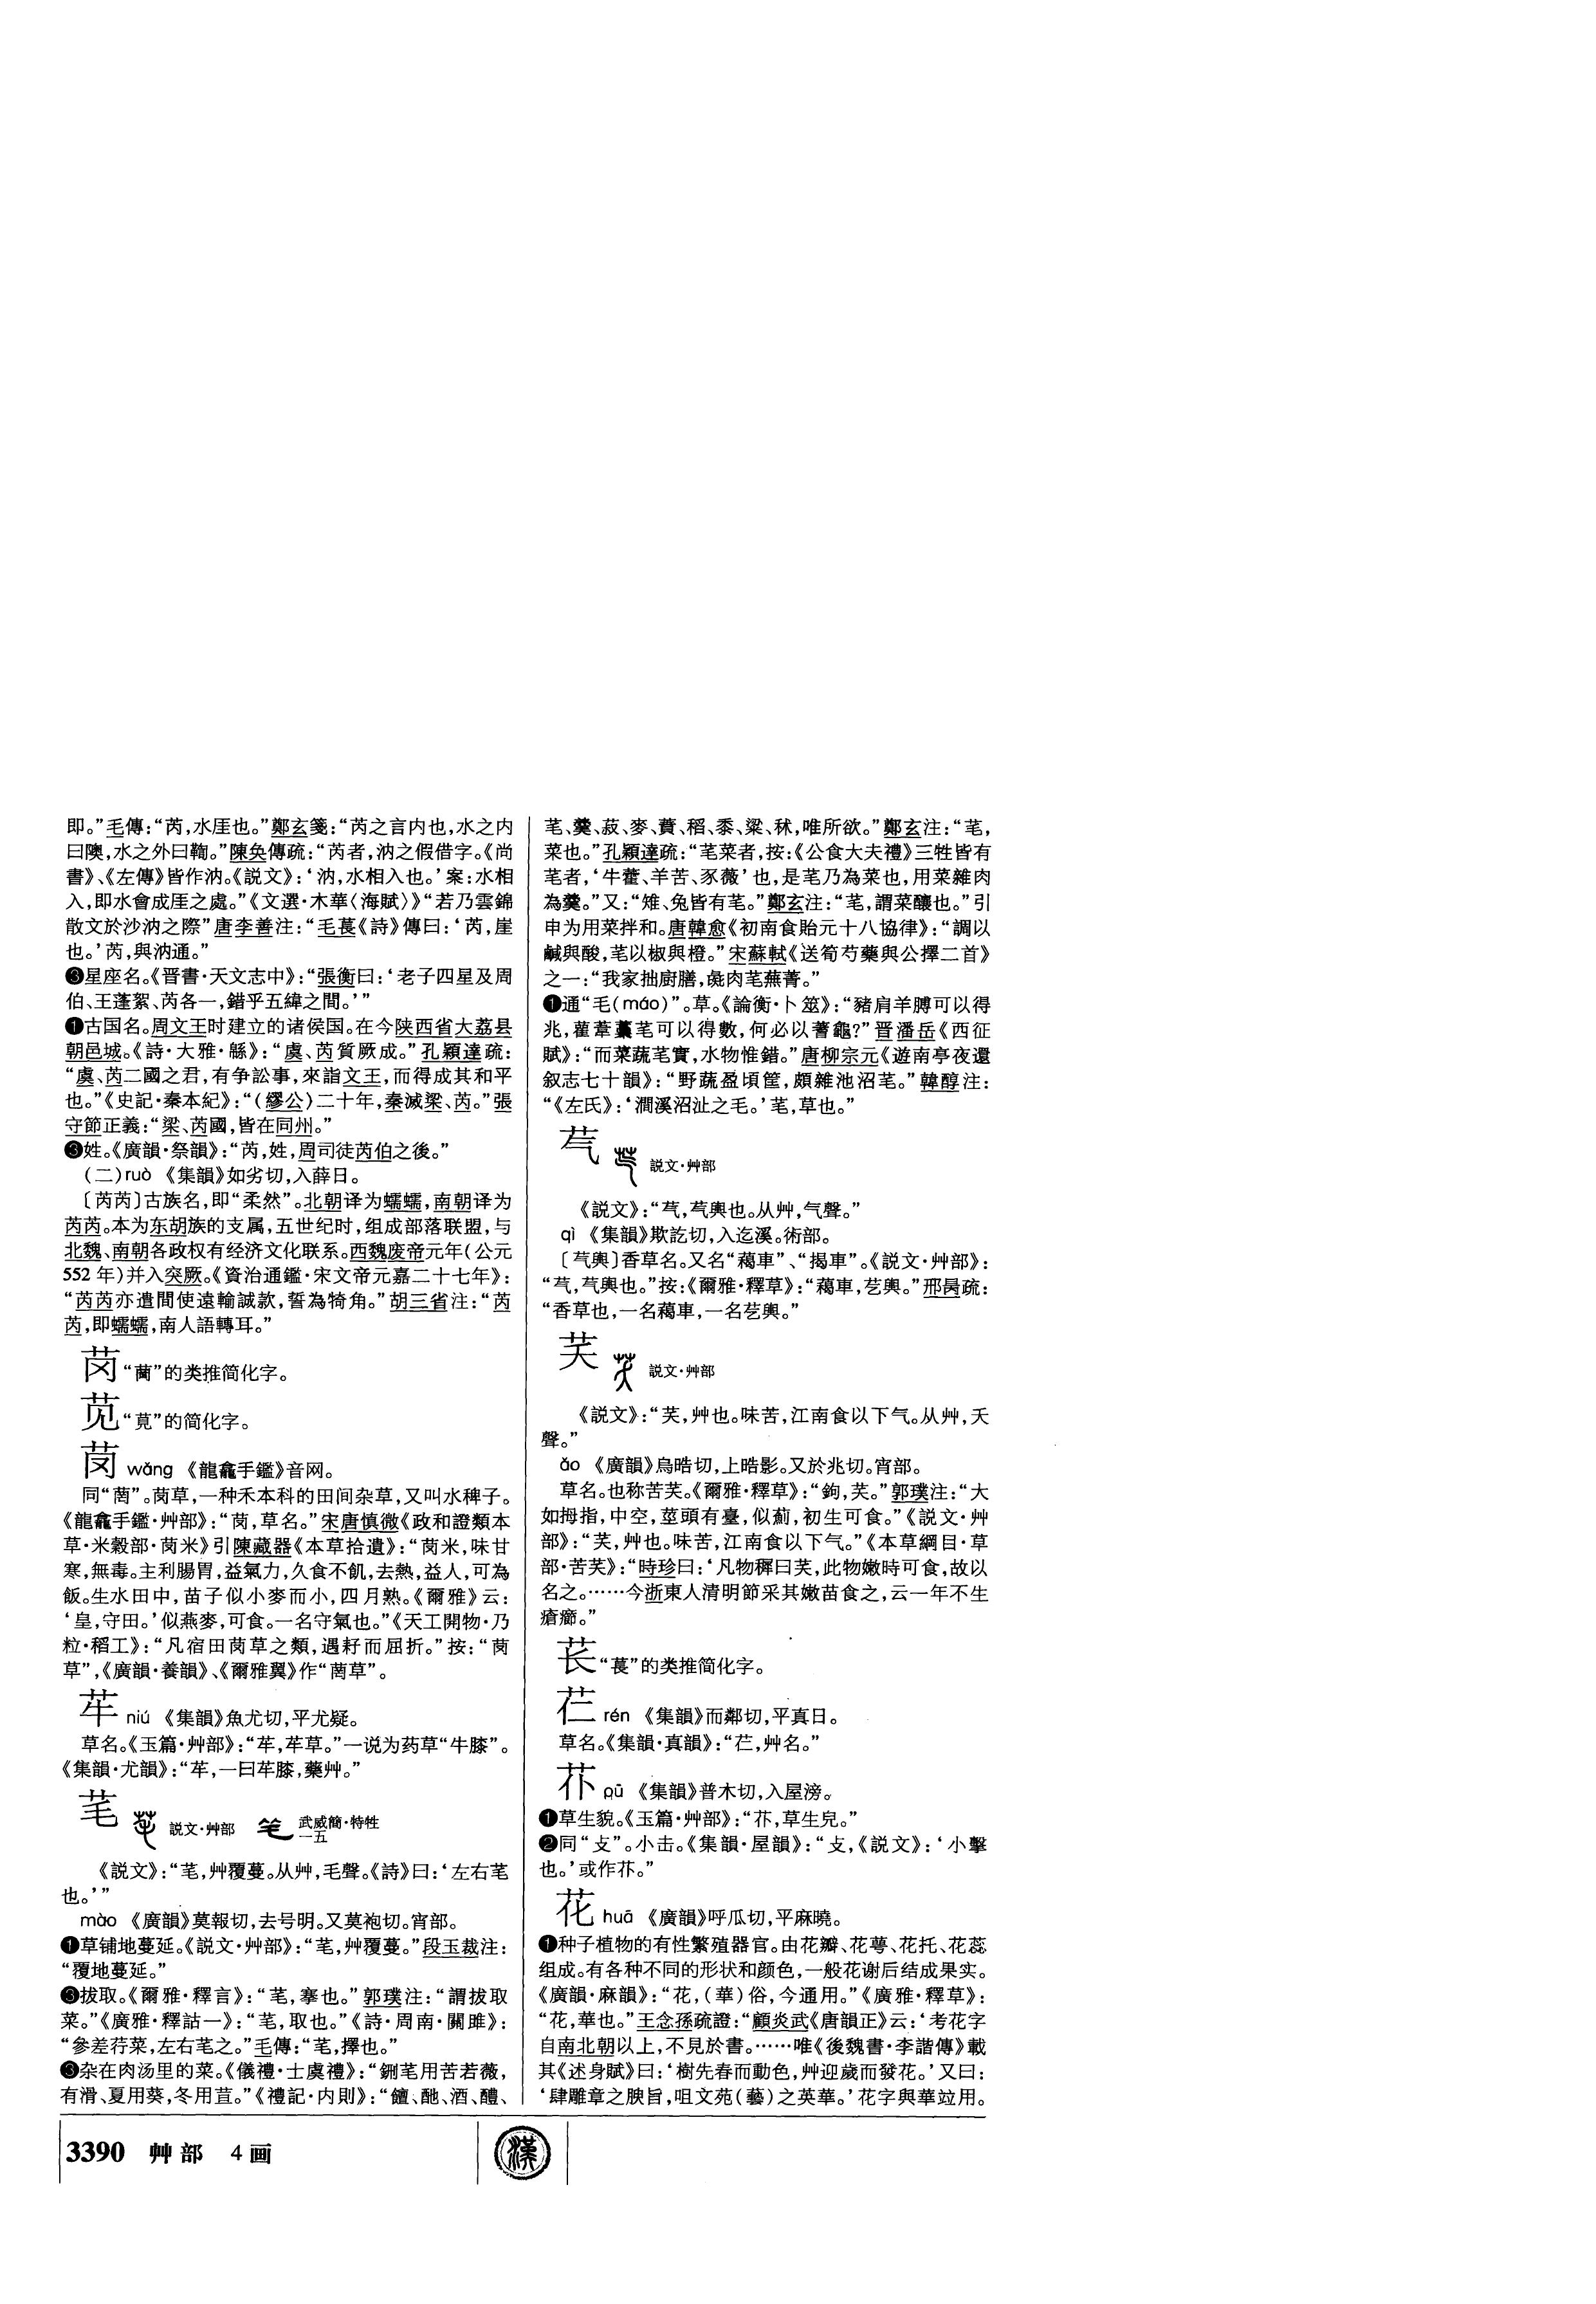 即。”毛傳：“芮，水厓也。”鄭玄箋：“芮之言内也，水之内
曰隩，水之外曰鞫。”陳奂傳疏：“芮者，汭之假借字。《尚
書》、《左傳》皆作汭。《説文》：‘汭，水相入也。’案：水相
入，即水會成厓之處。”《文選·木華〈海賦〉》“若乃雲錦
散文於沙汭之際”唐李善注：“毛萇《詩》傳曰：‘芮，崖
也。’芮，與汭通。”
❸星座名。《晋書·天文志中》：“張衡曰：‘老子四星及周
伯、王蓬絮、芮各一，錯乎五緯之間。’”
❶古国名。周文王时建立的诸侯国。在今陕西省大荔县
朝邑城。《詩·大雅·緜》：“虞、芮質厥成。”孔穎達疏：
“虞、芮二國之君，有争訟事，來詣文王，而得成其和平
也。”《史記·秦本紀》：“（繆公）二十年，秦滅梁、芮。”張
守節正義：“梁、芮國，皆在同州。”
❸姓。《廣韻·祭韻》：“芮，姓，周司徒芮伯之後。”
（二）ruò 《集韻》如劣切，入薛日。
〔芮芮〕古族名，即“柔然”。北朝译为蠕蠕，南朝译为
芮芮。本为东胡族的支属，五世纪时，组成部落联盟，与
北魏、南朝各政权有经济文化联系。西魏废帝元年（公元
552 年）并入突厥。《資治通鑑·宋文帝元嘉二十七年》：
“芮芮亦遣間使遠輸誠款，誓為犄角。”胡三省注：“芮
芮，即蠕蠕，南人語轉耳。”
“藺”的类推简化字。
苋“莧”的简化字。
wǎng 《龍龕手鑑》音网。
同“菵”。䒽草，一种禾本科的田间杂草，又叫水稗子。
《龍龕手鑑·艸部》：“䒽，草名。”宋唐慎微《政和證類本
草·米穀部·䒽米》引陳藏器《本草拾遺》：“䒽米，味甘
寒，無毒。主利腸胃，益氣力，久食不飢，去熱，益人，可為
飯。生水田中，苗子似小麥而小，四月熟。《爾雅》云：
‘皇，守田。’似燕麥，可食。一名守氣也。”《天工開物·乃
粒·稻工》：“凡宿田䒽草之類，遇耔而屈折。”按：“䒽
草”，《廣韻·養韻》、《爾雅翼》作“菵草”。
芈 niú 《集韻》魚尤切，平尤疑。
草名。《玉篇·艸部》：“䒜，䒜草。”一说为药草“牛膝”。
《集韻·尤韻》：“䒜，一曰䒜膝，藥艸。”
芼 説文·艸部 武威簡·特牲
一五
《説文》：“芼，艸覆蔓。从艸，毛聲。《詩》曰：‘左右芼
也。’”
mào 《廣韻》莫報切，去号明。又莫袍切。宵部。
❶草铺地蔓延。《説文·艸部》：“芼，艸覆蔓。”段玉裁注：
“覆地蔓延。”
❸拔取。《爾雅·釋言》：“芼，搴也。”郭璞注：“謂拔取
菜。”《廣雅·釋詁一》：“芼，取也。”《詩·周南·關雎》：
“參差荇菜，左右芼之。”毛傳：“芼，擇也。”
❸杂在肉汤里的菜。《儀禮·士虞禮》：“鉶芼用苦若薇，
有滑、夏用葵，冬用荁。”《禮記·内則》：“饘、酏、酒、醴、
芼、羹、菽、麥、蕡、稻、黍、粱、秫，唯所欲。”鄭玄注：“芼，
菜也。”孔穎達疏：“芼菜者，按：《公食大夫禮》三牲皆有
芼者，‘牛藿、羊苦、豕薇’也，是芼乃為菜也，用菜雜肉
為羹。”又：“雉、兔皆有芼。”鄭玄注：“芼，謂菜釀也。”引
申为用菜拌和。唐韓愈《初南食貽元十八協律》：“調以
鹹與酸，芼以椒與橙。”宋蘇軾《送筍芍藥與公擇二首》
之一：“我家拙厨膳，彘肉芼蕪菁。”
❶通“毛（máo）”。草。《論衡·卜筮》：“豬肩羊膊可以得
兆，雚葦藁芼可以得數，何必以蓍龜？”晋潘岳《西征
賦》：“而菜蔬芼實，水物惟錯。”唐柳宗元《遊南亭夜還
叙志七十韻》：“野蔬盈頃筐，頗雜池沼芼。”韓醇注：
“《左氏》：‘澗溪沼沚之毛。’芼，草也。”
芞 説文·艸部
《説文》：“芞，芞輿也。从艸，气聲。”
qì 《集韻》欺訖切，入迄溪。術部。
〔芞輿〕香草名。又名“藒車”、“揭車”。《説文·艸部》：
“芞，芞輿也。”按：《爾雅·釋草》：“藒車，芞輿。”邢昺疏：
“香草也，一名藒車，一名芞輿。”
芺 説文·艸部
《説文》：“芺，艸也。味苦，江南食以下气。从艸，夭
聲。”
ǎo 《廣韻》烏晧切，上晧影。又於兆切。宵部。
草名。也称苦芺。《爾雅·釋草》：“鉤，芺。”郭璞注：“大
如拇指，中空，莖頭有臺，似薊，初生可食。”《説文·艸
部》：“芺，艸也。味苦，江南食以下气。”《本草綱目·草
部·苦芺》：“時珍曰：‘凡物穉曰芺，此物嫩時可食，故以
名之。……今浙東人清明節采其嫩苗食之，云一年不生
瘡癤。”
苌“萇”的类推简化字。
芢 rén 《集韻》而鄰切，平真日。
草名。《集韻·真韻》：“芢，艸名。”
pū 《集韻》普木切，入屋滂。
❶草生貌。《玉篇·艸部》：“苶，草生皃。”
❷同“攴”。小击。《集韻·屋韻》：“攴，《説文》：‘小擊
也。’或作。”
花 huā 《廣韻》呼瓜切，平麻曉。
❶种子植物的有性繁殖器官。由花瓣、花萼、花托、花蕊
组成。有各种不同的形状和颜色，一般花谢后结成果实。
《廣韻·麻韻》：“花，（華）俗，今通用。”《廣雅·釋草》：
“花，華也。”王念孫疏證：“顧炎武《唐韻正》云：‘考花字
自南北朝以上，不見於書。……唯《後魏書·李諧傳》載
其《述身賦》曰：‘樹先春而動色，艸迎歲而發花。’又曰：
‘肆雕章之腴旨，咀文苑（藝）之英華。’花字與華竝用。
3390 艸部 4画
漢